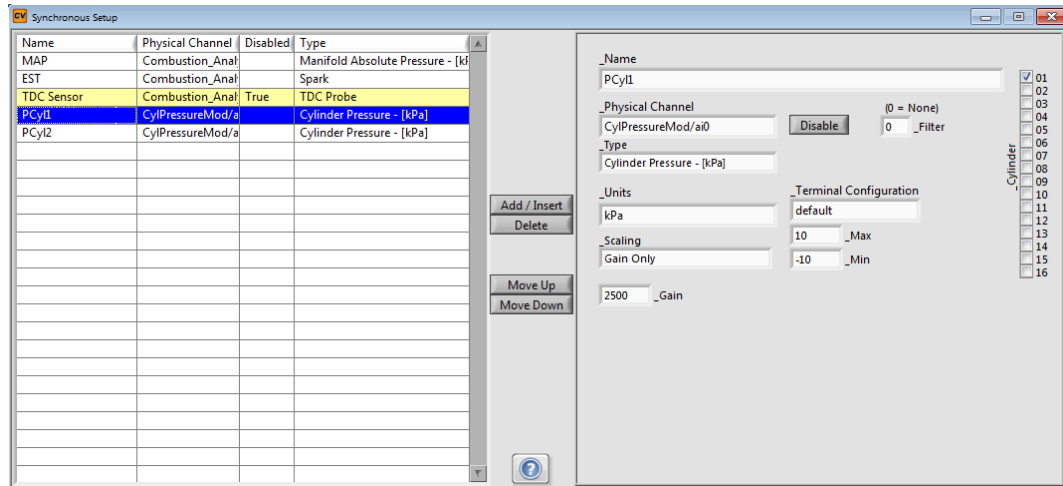 CV Synchronous Setup
Name Physical Channel Disabled Type
MAP Combustion_Anal Manifold Absolute Pressure - [kP
EST Combustion_Anal Spark
TDC Sensor Combustion_Anal True TDC Probe
PCyl1 CylPressureMod/a Cylinder Pressure - [kPa]
PCyl2 CylPressureMod/a Cylinder Pressure - [kPa]
Add / Insert
Delete
Move Up
Move Down
?
_Name
PCyl1
_Physical Channel
CylPressureMod/ai0
Disable
(0 = None)
0 _Filter
_Type
Cylinder Pressure - [kPa]
_Units
kPa
_Terminal Configuration
default
_Scaling
Gain Only
10 _Max
-10 _Min
2500 _Gain
_Cylinder
01
02
03
04
05
06
07
08
09
10
11
12
13
14
15
16